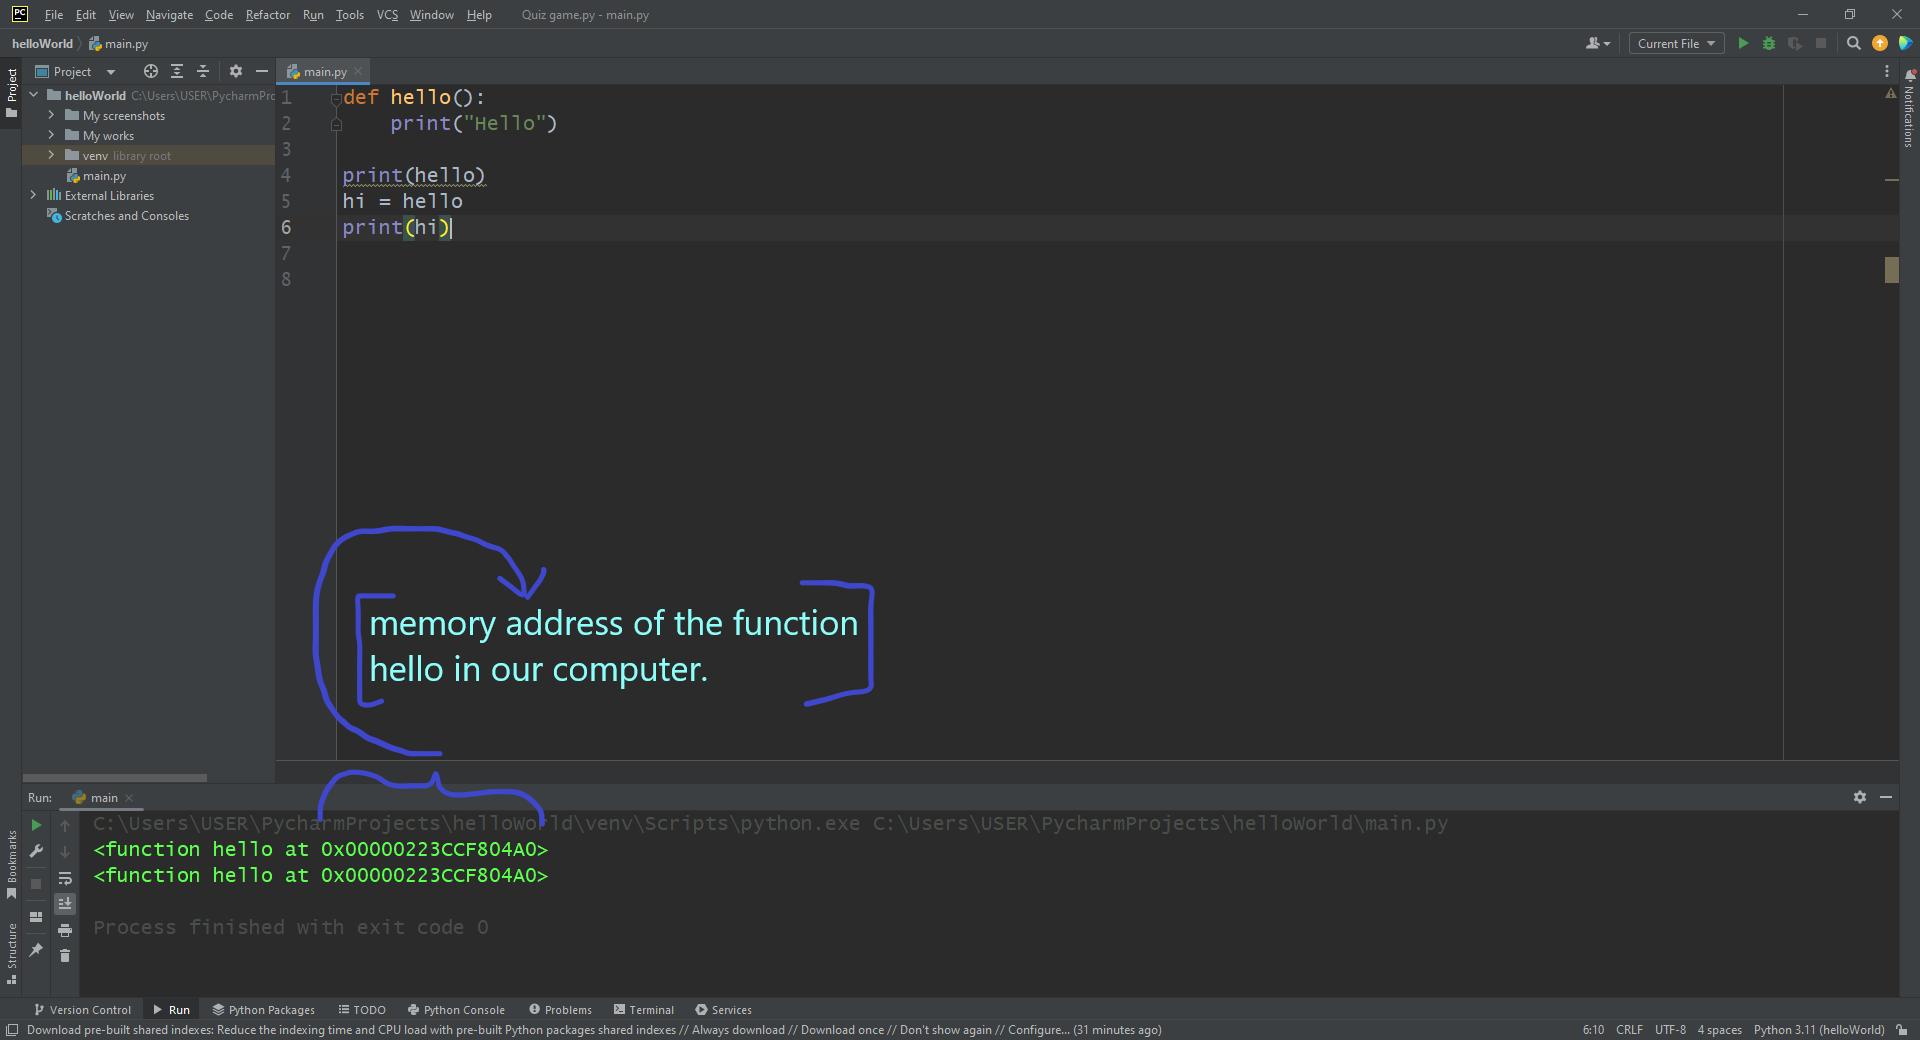 PC File Edit View Navigate Code Refactor Run Tools VCS Window Help Quiz game.py - main.py
helloWorld main.py Current File
Project
Project
main.py
Notifications
helloWorld C:\Users\USER\PycharmPro
My screenshots
My works
venv library root
main.py
External Libraries
Scratches and Consoles
1 def hello():
2     print("Hello")
3
4 print(hello)
5 hi = hello
6 print(hi)
7
8
memory address of the function
hello in our computer.
Run: main
C:\Users\USER\PycharmProjects\helloWorld\venv\Scripts\python.exe C:\Users\USER\PycharmProjects\helloWorld\main.py
<function hello at 0x00000223CCF804A0>
<function hello at 0x00000223CCF804A0>
Process finished with exit code 0
Bookmarks
Structure
Version Control Run Python Packages TODO Python Console Problems Terminal Services
Download pre-built shared indexes: Reduce the indexing time and CPU load with pre-built Python packages shared indexes // Always download // Download once // Don't show again // Configure... (31 minutes ago) 6:10 CRLF UTF-8 4 spaces Python 3.11 (helloWorld)